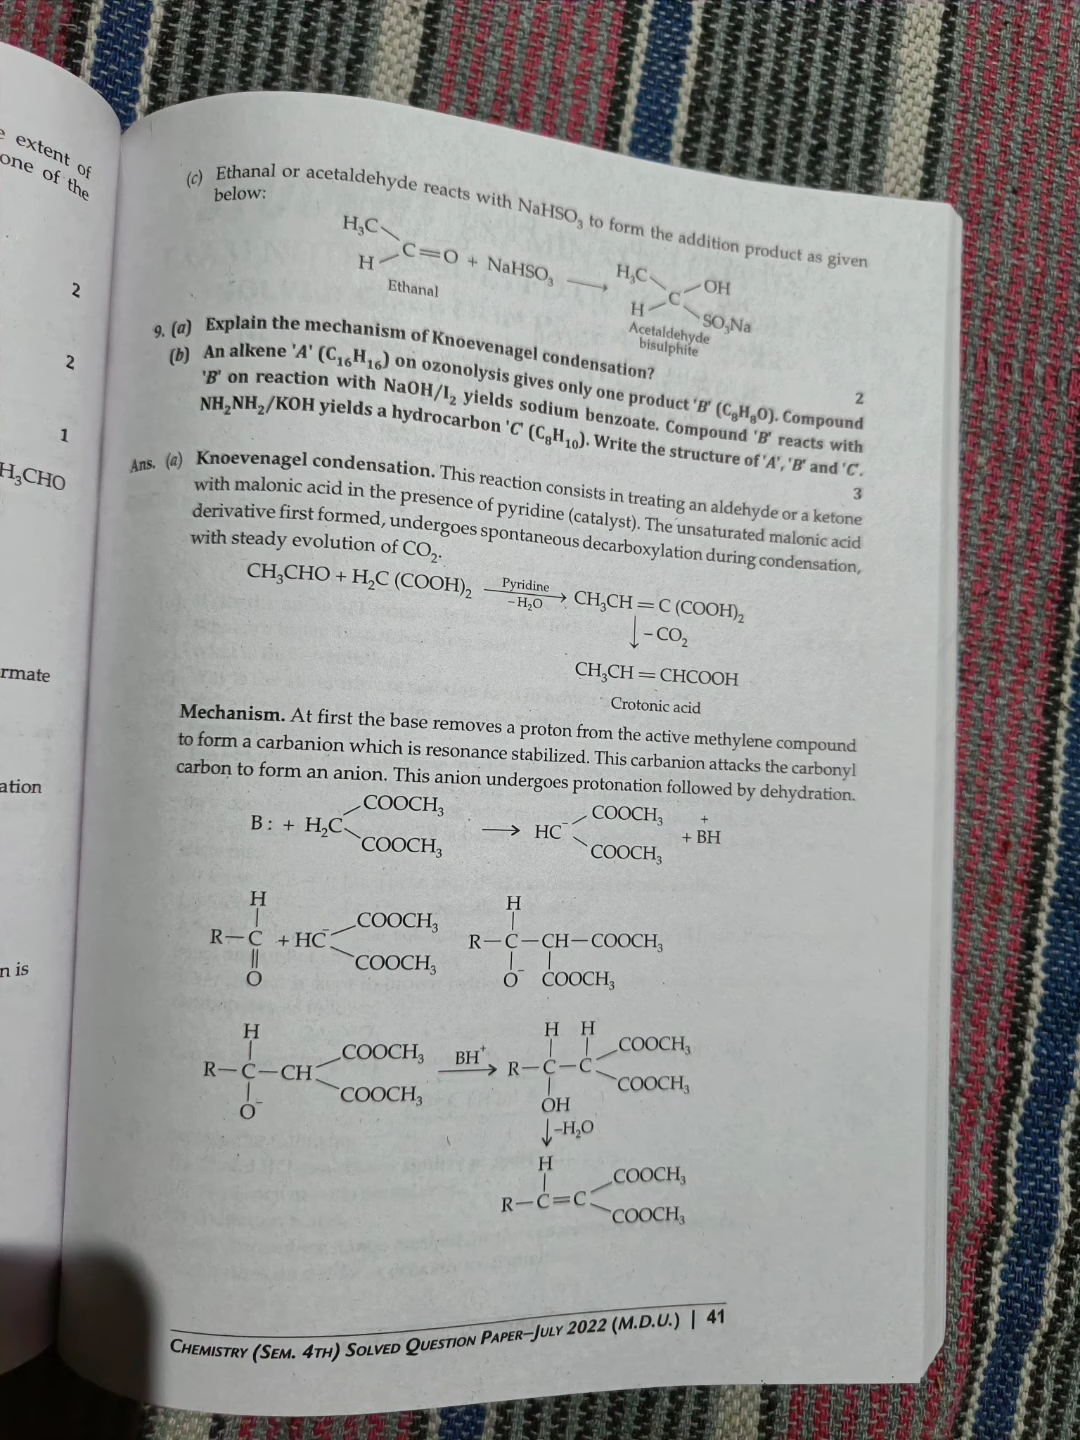 e extent of
one of the
2
2
1
H₃CHO
rmate
ation
n is
(c) Ethanal or acetaldehyde reacts with NaHSO₃ to form the addition product as given
below:
H₃C
H
C=O + NaHSO₃ ⟶
Ethanal
H₃C
H
C
OH
SO₃Na
Acetaldehyde
bisulphite
9. (a) Explain the mechanism of Knoevenagel condensation? 2
(b) An alkene 'A' (C₁₆H₁₆) on ozonolysis gives only one product 'B' (C₈H₈O). Compound
'B' on reaction with NaOH/I₂ yields sodium benzoate. Compound 'B' reacts with
NH₂NH₂/KOH yields a hydrocarbon 'C' (C₈H₁₀). Write the structure of 'A', 'B' and 'C'.
3
Ans. (a) Knoevenagel condensation. This reaction consists in treating an aldehyde or a ketone
with malonic acid in the presence of pyridine (catalyst). The unsaturated malonic acid
derivative first formed, undergoes spontaneous decarboxylation during condensation,
with steady evolution of CO₂.
CH₃CHO + H₂C (COOH)₂ Pyridine −H₂O → CH₃CH = C (COOH)₂
↓ − CO₂
CH₃CH = CHCOOH
Crotonic acid
Mechanism. At first the base removes a proton from the active methylene compound
to form a carbanion which is resonance stabilized. This carbanion attacks the carbonyl
carbon to form an anion. This anion undergoes protonation followed by dehydration.
COOCH₃ COOCH₃
B: + H₂C ⟶ HC⁻ + B⁺H
COOCH₃ COOCH₃
H H
COOCH₃
R—C + HC⁻ R—C—CH—COOCH₃
COOCH₃
O O⁻ COOCH₃
H H H
COOCH₃ COOCH₃
R—C—CH BH⁺ → R—C—C
COOCH₃ COOCH₃
O⁻ OH
↓ −H₂O
H
COOCH₃
R—C=C
COOCH₃
CHEMISTRY (SEM. 4TH) SOLVED QUESTION PAPER–JULY 2022 (M.D.U.) | 41